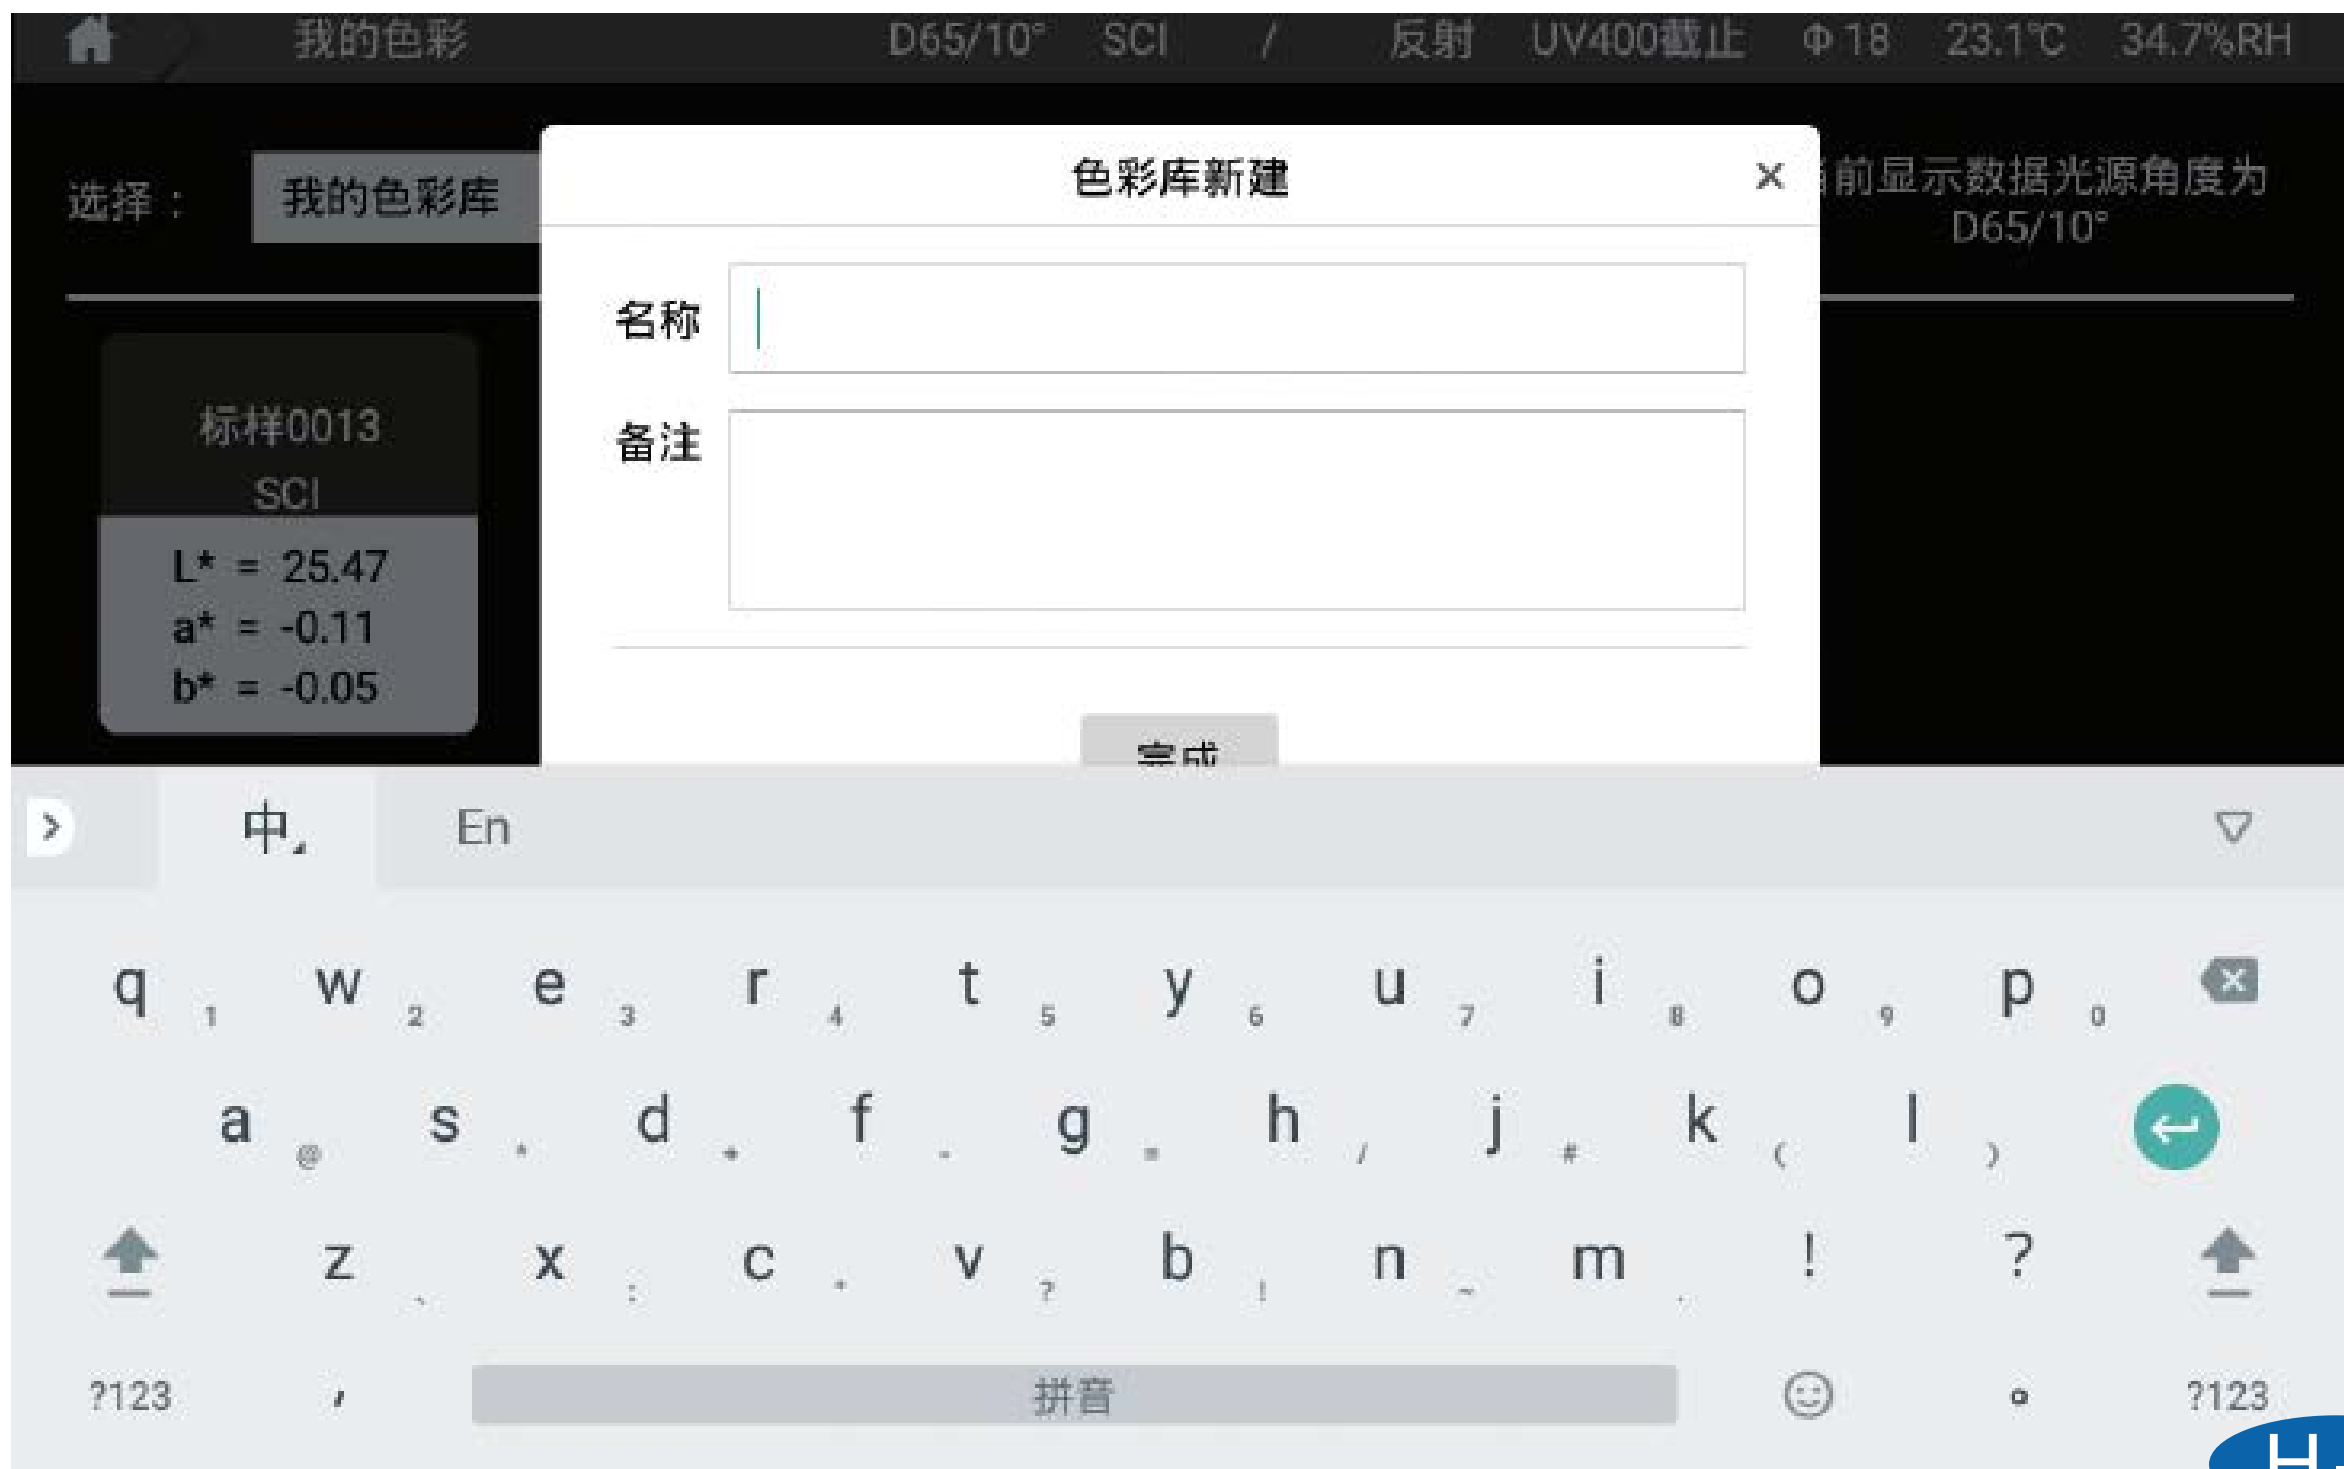 我的色彩 D65/10° SCI / 反射 UV400截止 Φ18 23.1℃ 34.7%RH
选择：
我的色彩库
色彩库新建
×
前显示数据光源角度为
D65/10°
名称
备注
标样0013
SCI
L* = 25.47
a* = -0.11
b* = -0.05
完成
中 En
q 1 w 2 e 3 r 4 t 5 y 6 u 7 i 8 o 9 p 0
a @ s * d + f - g = h / j # k ( l )
z 、 x : c v ? b ! n ~ m . ! ?
?123 , 拼音 。 ?123
H